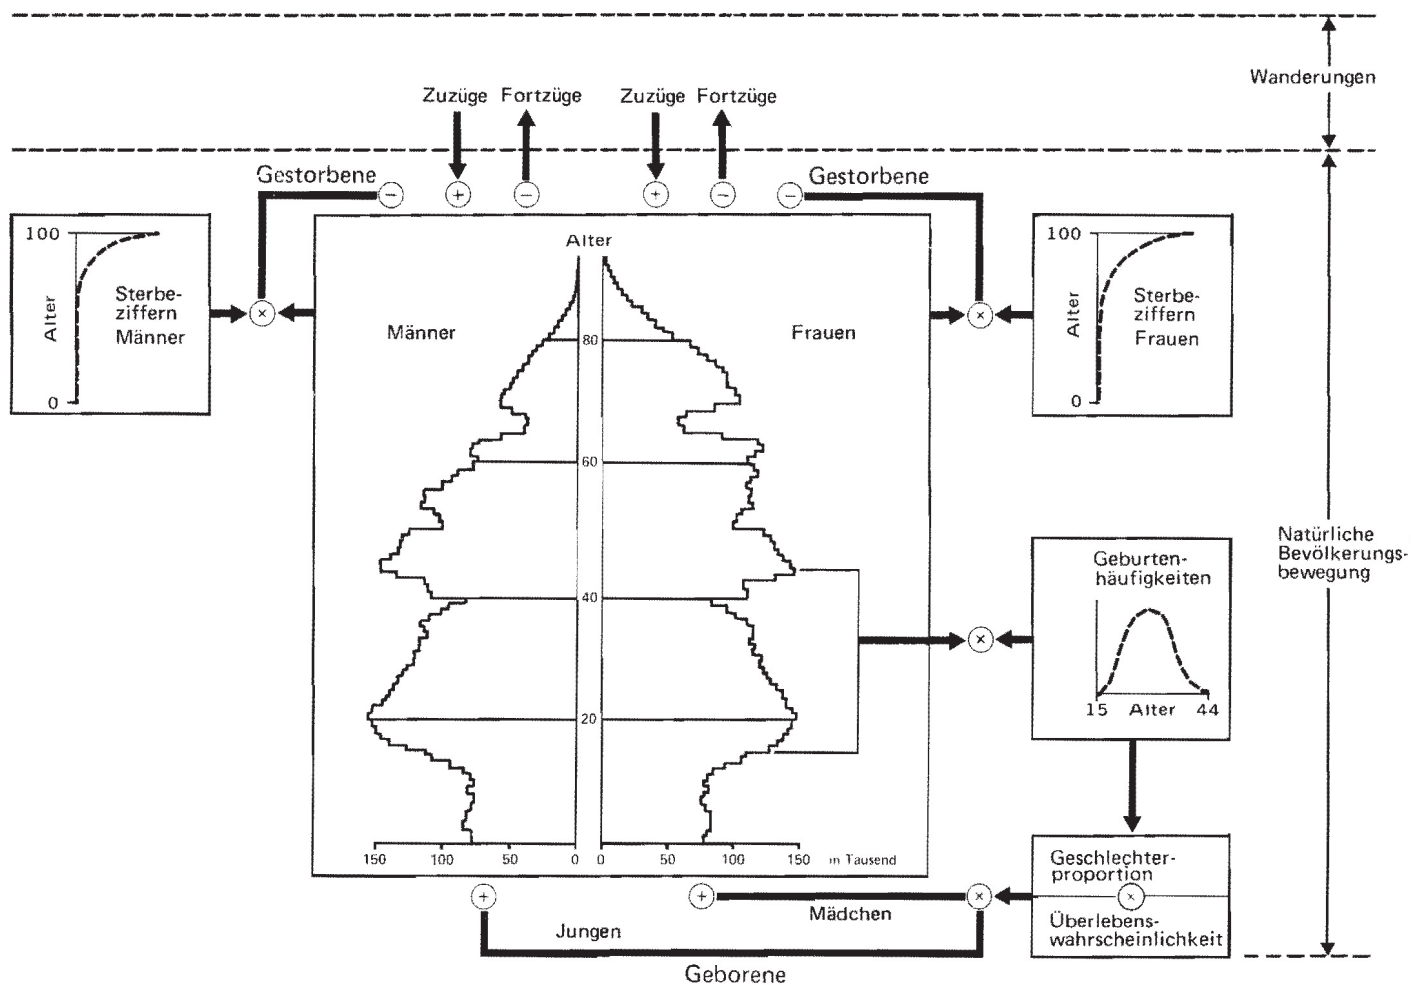 Wanderungen
Zuzüge Fortzüge Zuzüge Fortzüge
Gestorbene − + − + − − Gestorbene
100
Alter
0
Sterbe-
ziffern
Männer
×
Alter
Männer
Frauen
80
60
40
20
150 100 50 0 0 50 100 150 in Tausend
×
100
Alter
0
Sterbe-
ziffern
Frauen
Natürliche
Bevölkerungs-
bewegung
×
Geburten-
häufigkeiten
15 Alter 44
Geschlechter-
proportion
×
Überlebens-
wahrscheinlichkeit
+ + ×
Mädchen
Jungen
Geborene